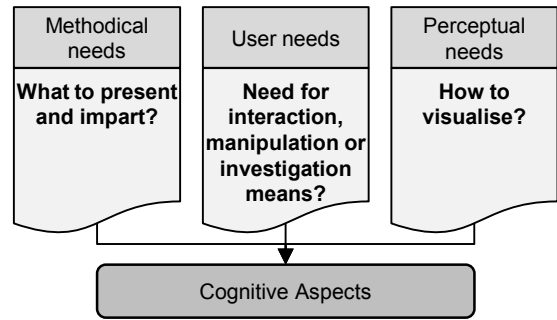 Methodical
needs
What to present
and impart?
User needs
Need for
interaction,
manipulation or
investigation
means?
Perceptual
needs
How to
visualise?
Cognitive Aspects